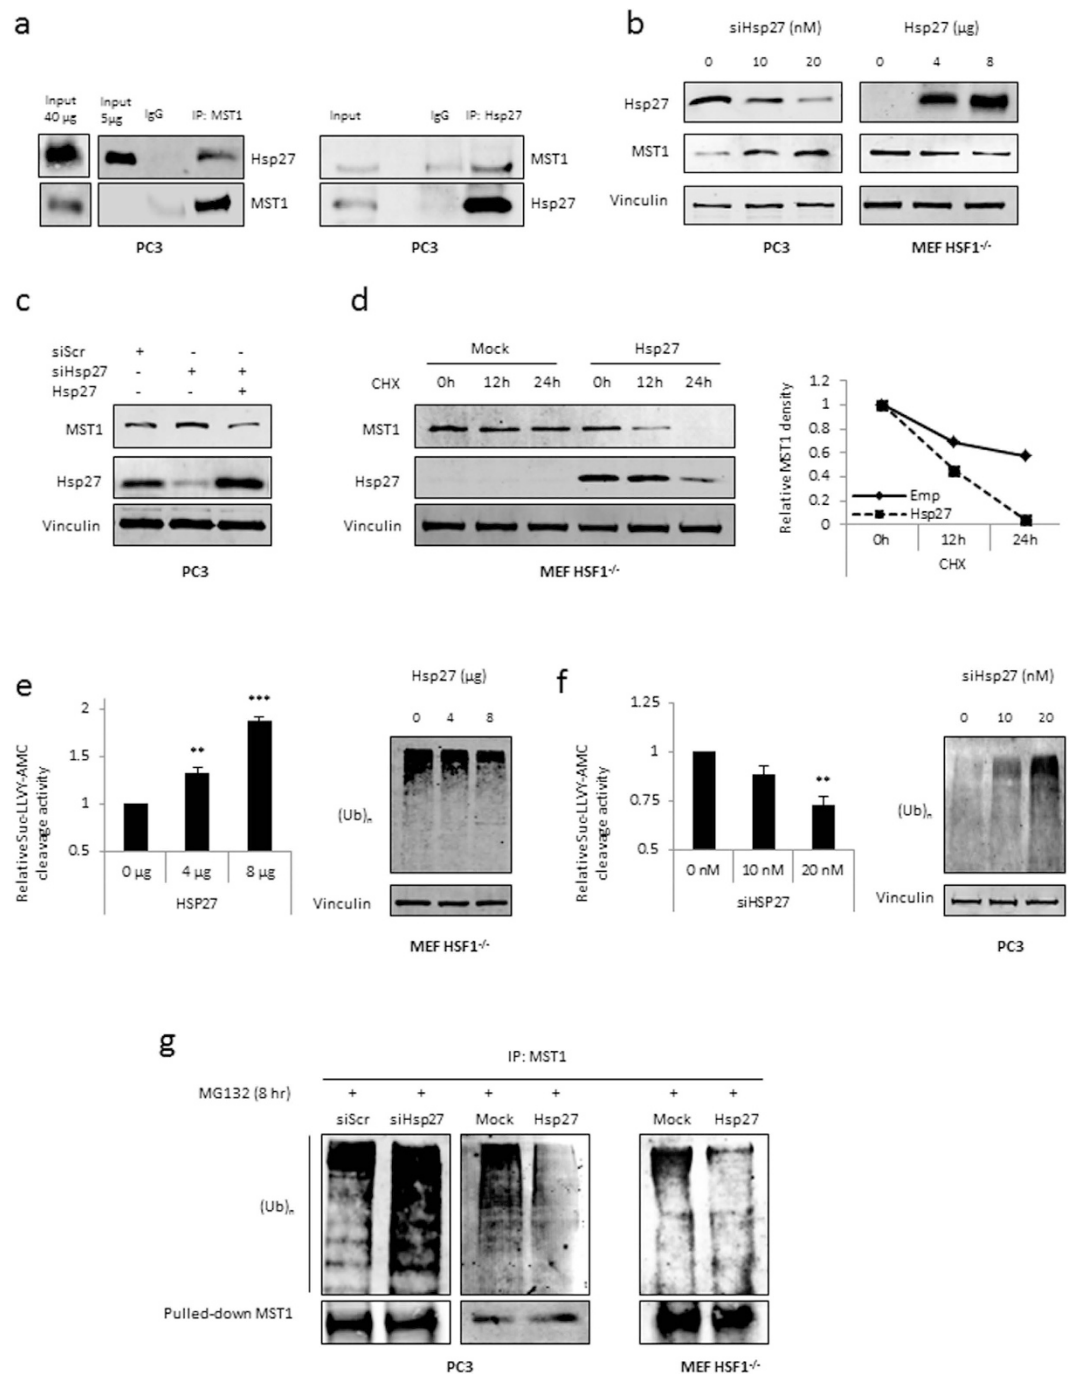 a
Input 40 µg
Input 5µg
IgG
IP: MST1
Hsp27
MST1
PC3
Input
IgG
IP: Hsp27
MST1
Hsp27
PC3
b
siHsp27 (nM)
Hsp27 (µg)
0 10 20
0 4 8
Hsp27
MST1
Vinculin
PC3
MEF HSF1-/-
c
siScr + - -
siHsp27 - + +
Hsp27 - - +
MST1
Hsp27
Vinculin
PC3
d
Mock
Hsp27
CHX 0h 12h 24h 0h 12h 24h
MST1
Hsp27
Vinculin
MEF HSF1-/-
Relative MST1 density
1.2
1
0.8
0.6
0.4
0.2
0
Emp
Hsp27
0h 12h 24h
CHX
e
Relative Suc-LLVY-AMC
cleavage activity
2
1.5
1
0.5
**
***
0 µg 4 µg 8 µg
HSP27
Hsp27 (µg)
0 4 8
(Ub)n
Vinculin
MEF HSF1-/-
f
Relative Suc-LLVY-AMC
cleavage activity
1.25
1
0.75
0.5
**
0 nM 10 nM 20 nM
siHSP27
siHsp27 (nM)
0 10 20
(Ub)n
Vinculin
PC3
g
IP: MST1
MG132 (8 hr) + + + + + +
siScr siHsp27 Mock Hsp27 Mock Hsp27
(Ub)n
Pulled-down MST1
PC3
MEF HSF1-/-